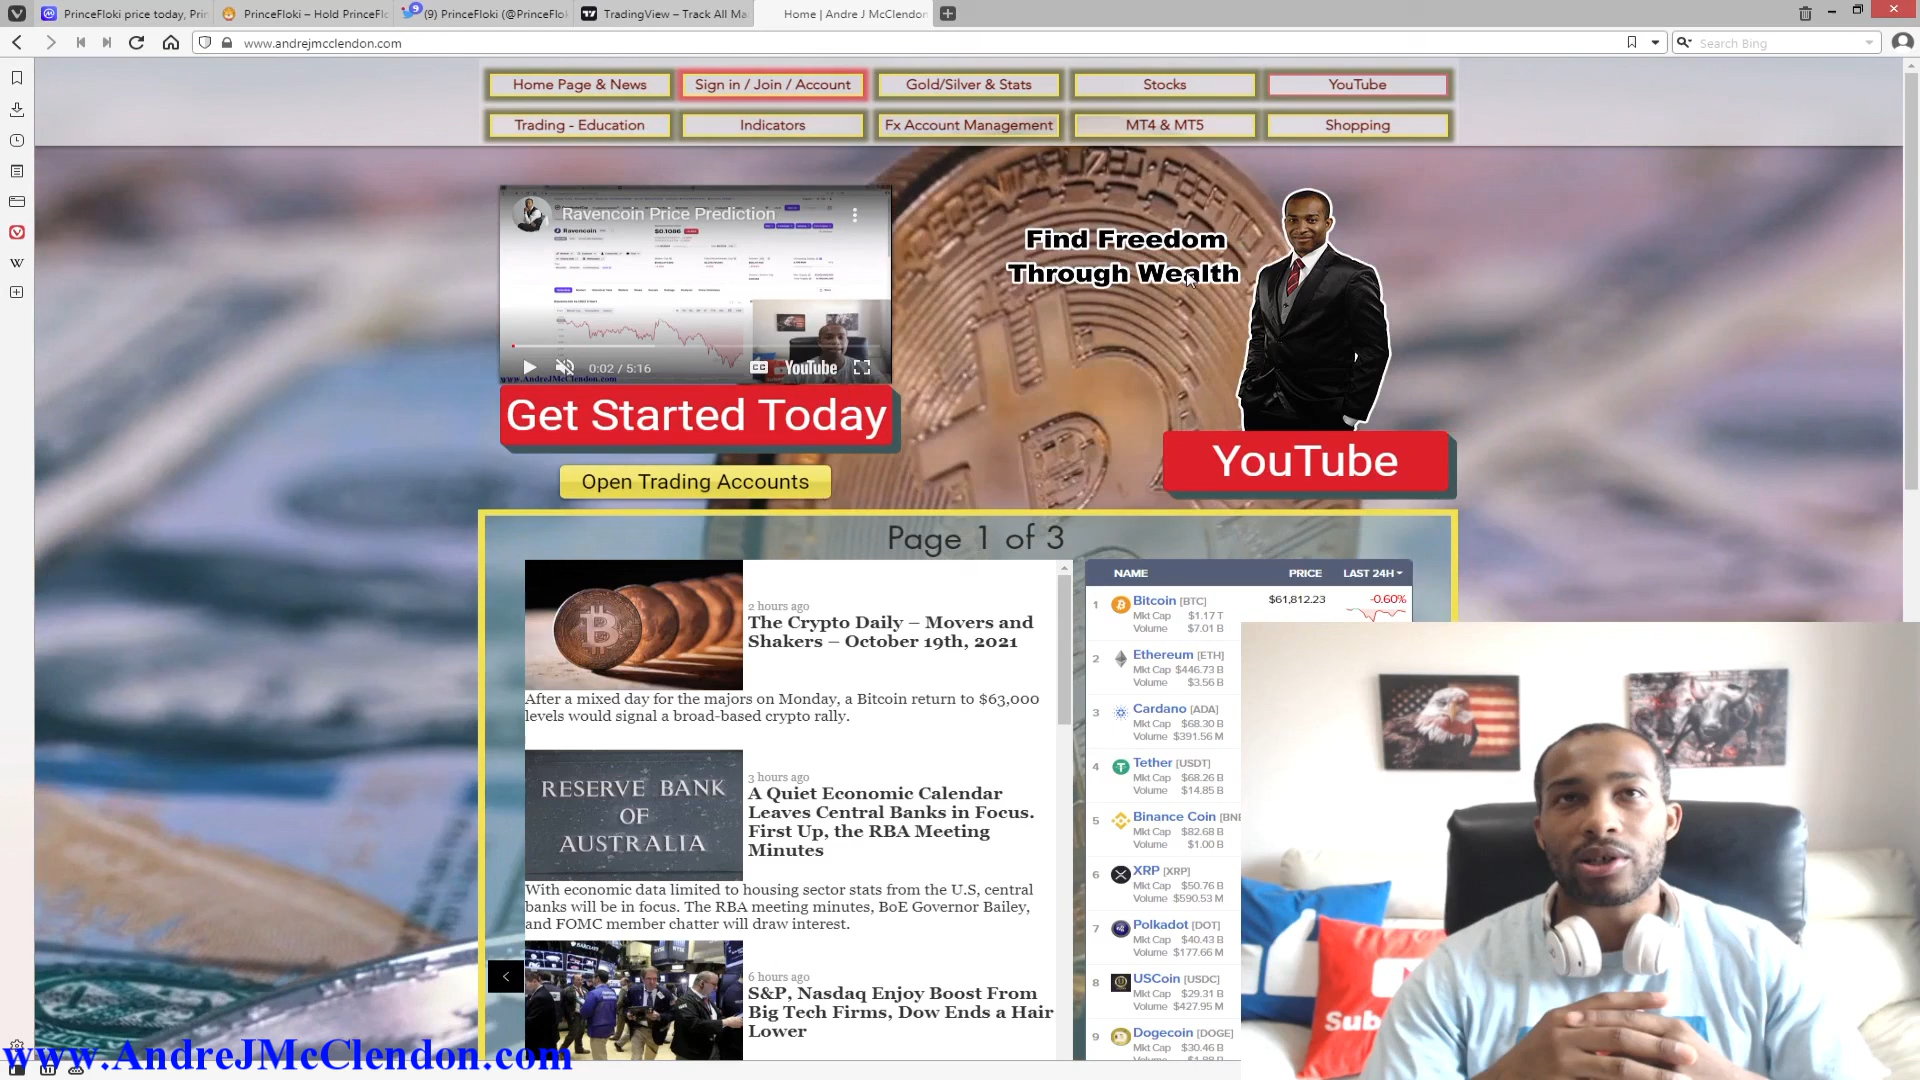 PrinceFloki price today, Prin
PrinceFloki – Hold PrinceFlo
(9) PrinceFloki (@PrinceFlok
TradingView – Track All Ma
Home | Andre J McClendon
www.andrejmcclendon.com
Search Bing
Home Page & News
Sign in / Join / Account
Gold/Silver & Stats
Stocks
YouTube
Trading - Education
Indicators
Fx Account Management
MT4 & MT5
Shopping
Ravencoin Price Prediction
Ravencoin
$0.1086
0:02 / 5:16
CC
YouTube
www.AndreJMcClendon.com
Find Freedom
Through Wealth
Get Started Today
YouTube
Open Trading Accounts
Page 1 of 3
2 hours ago
The Crypto Daily – Movers and
Shakers – October 19th, 2021
After a mixed day for the majors on Monday, a Bitcoin return to $63,000
levels would signal a broad-based crypto rally.
RESERVE BANK
OF
AUSTRALIA
3 hours ago
A Quiet Economic Calendar
Leaves Central Banks in Focus.
First Up, the RBA Meeting
Minutes
With economic data limited to housing sector stats from the U.S, central
banks will be in focus. The RBA meeting minutes, BoE Governor Bailey,
and FOMC member chatter will draw interest.
6 hours ago
S&P, Nasdaq Enjoy Boost From
Big Tech Firms, Dow Ends a Hair
Lower
NAME PRICE LAST 24H
1 Bitcoin [BTC] $61,812.23 -0.60%
Mkt Cap $1.17 T
Volume $7.01 B
2 Ethereum [ETH]
Mkt Cap $446.73 B
Volume $3.56 B
3 Cardano [ADA]
Mkt Cap $68.30 B
Volume $391.56 M
4 Tether [USDT]
Mkt Cap $68.26 B
Volume $14.85 B
5 Binance Coin [BNB
Mkt Cap $82.68 B
Volume $1.00 B
6 XRP [XRP]
Mkt Cap $50.76 B
Volume $590.53 M
7 Polkadot [DOT]
Mkt Cap $40.43 B
Volume $177.66 M
8 USCoin [USDC]
Mkt Cap $29.31 B
Volume $427.95 M
9 Dogecoin [DOGE]
Mkt Cap $30.46 B
Sub
www.AndreJMcClendon.com